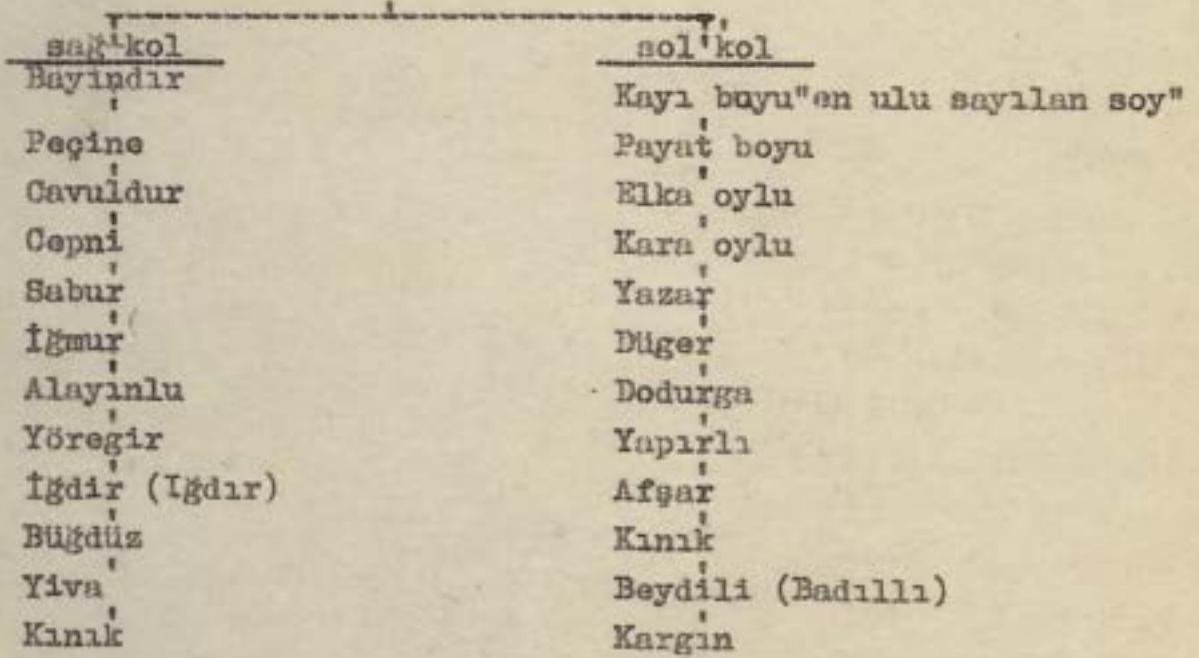 sağ kol
Bayındır
Peçine
Cavuldur
Cepni
Sabur
İğmur
Alayınlu
Yöregir
İğdir (Iğdır)
Büğdüz
Yiva
Kınık
sol kol
Kayı buyu"en ulu sayılan soy"
Payat boyu
Elka oylu
Kara oylu
Yazar
Düger
Dodurga
Yapırlı
Afşar
Kınık
Beydili (Badıllı)
Kargın